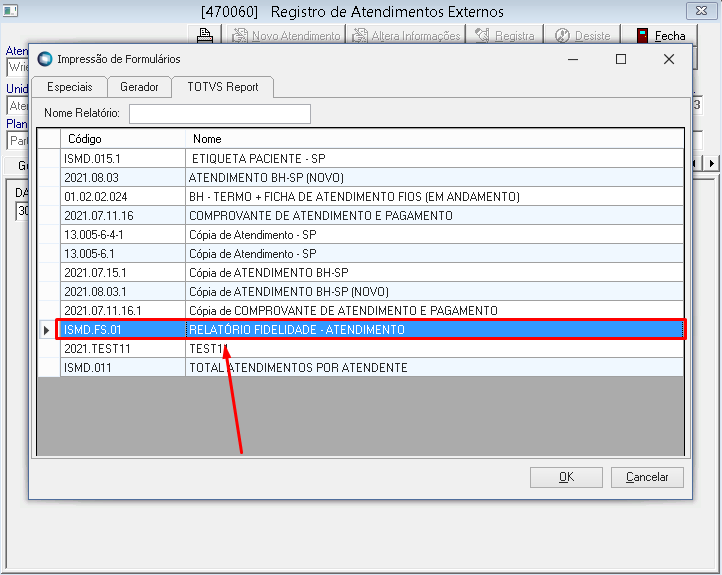 [470060] Registro de Atendimentos Externos
Novo Atendimento
Altera Informações
Registra
Desiste
Fecha
Impressão de Formulários
Especiais
Gerador
TOTVS Report
Nome Relatório:
Código Nome
ISMD.015.1 ETIQUETA PACIENTE - SP
2021.08.03 ATENDIMENTO BH-SP (NOVO)
01.02.02.024 BH - TERMO + FICHA DE ATENDIMENTO FIOS (EM ANDAMENTO)
2021.07.11.16 COMPROVANTE DE ATENDIMENTO E PAGAMENTO
13.005-6-4-1 Cópia de Atendimento - SP
13.005-6.1 Cópia de Atendimento - SP
2021.07.15.1 Cópia de ATENDIMENTO BH-SP
2021.08.03.1 Cópia de ATENDIMENTO BH-SP (NOVO)
2021.07.11.16.1 Cópia de COMPROVANTE DE ATENDIMENTO E PAGAMENTO
ISMD.FS.01 RELATÓRIO FIDELIDADE - ATENDIMENTO
2021.TEST11 TEST11
ISMD.011 TOTAL ATENDIMENTOS POR ATENDENTE
OK
Cancelar